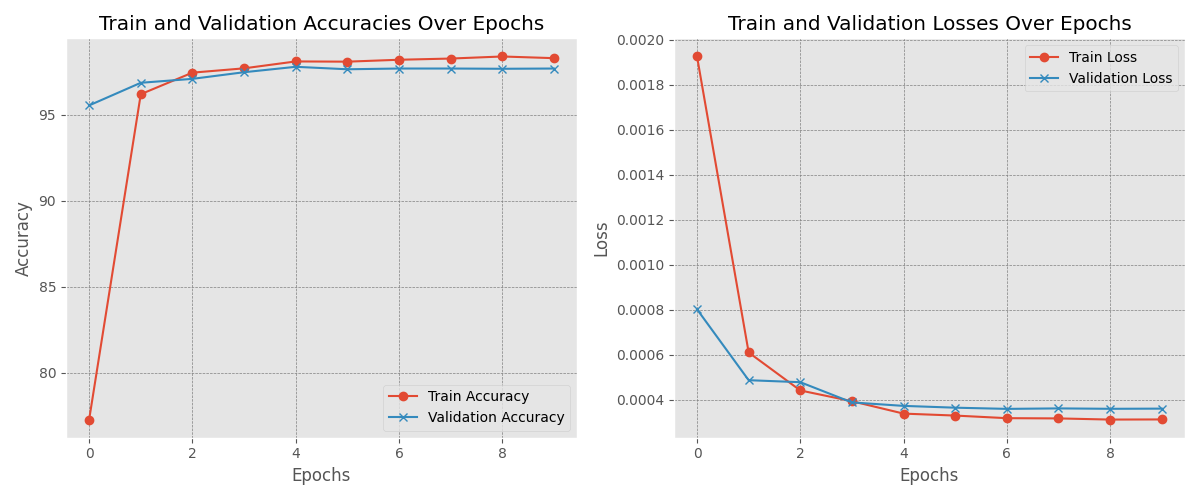 Train and Validation Accuracies Over Epochs
Accuracy
95
90
85
80
Train Accuracy
Validation Accuracy
0 2 4 6 8
Epochs
Train and Validation Losses Over Epochs
Loss
0.0020
0.0018
0.0016
0.0014
0.0012
0.0010
0.0008
0.0006
0.0004
Train Loss
Validation Loss
0 2 4 6 8
Epochs